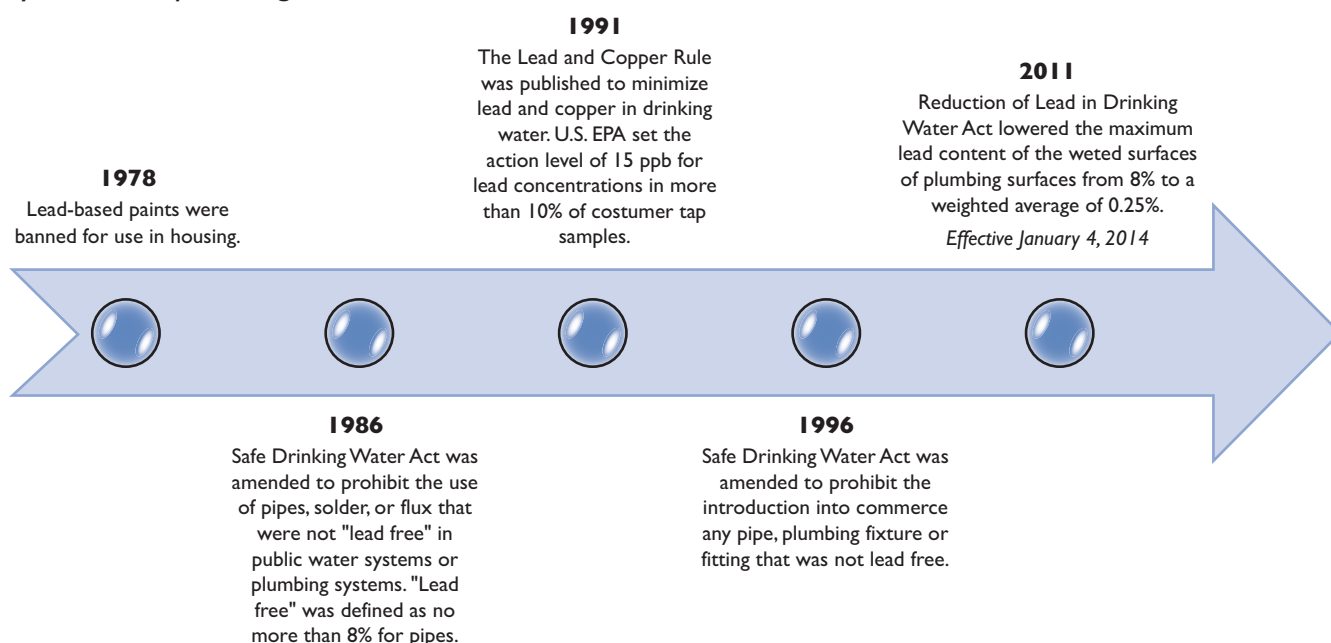 1978
Lead-based paints were
banned for use in housing.
1986
Safe Drinking Water Act was
amended to prohibit the use
of pipes, solder, or flux that
were not "lead free" in
public water systems or
plumbing systems. "Lead
free" was defined as no
more than 8% for pipes.
1991
The Lead and Copper Rule
was published to minimize
lead and copper in drinking
water. U.S. EPA set the
action level of 15 ppb for
lead concentrations in more
than 10% of costumer tap
samples.
1996
Safe Drinking Water Act was
amended to prohibit the
introduction into commerce
any pipe, plumbing fixture or
fitting that was not lead free.
2011
Reduction of Lead in Drinking
Water Act lowered the maximum
lead content of the weted surfaces
of plumbing surfaces from 8% to a
weighted average of 0.25%.
Effective January 4, 2014